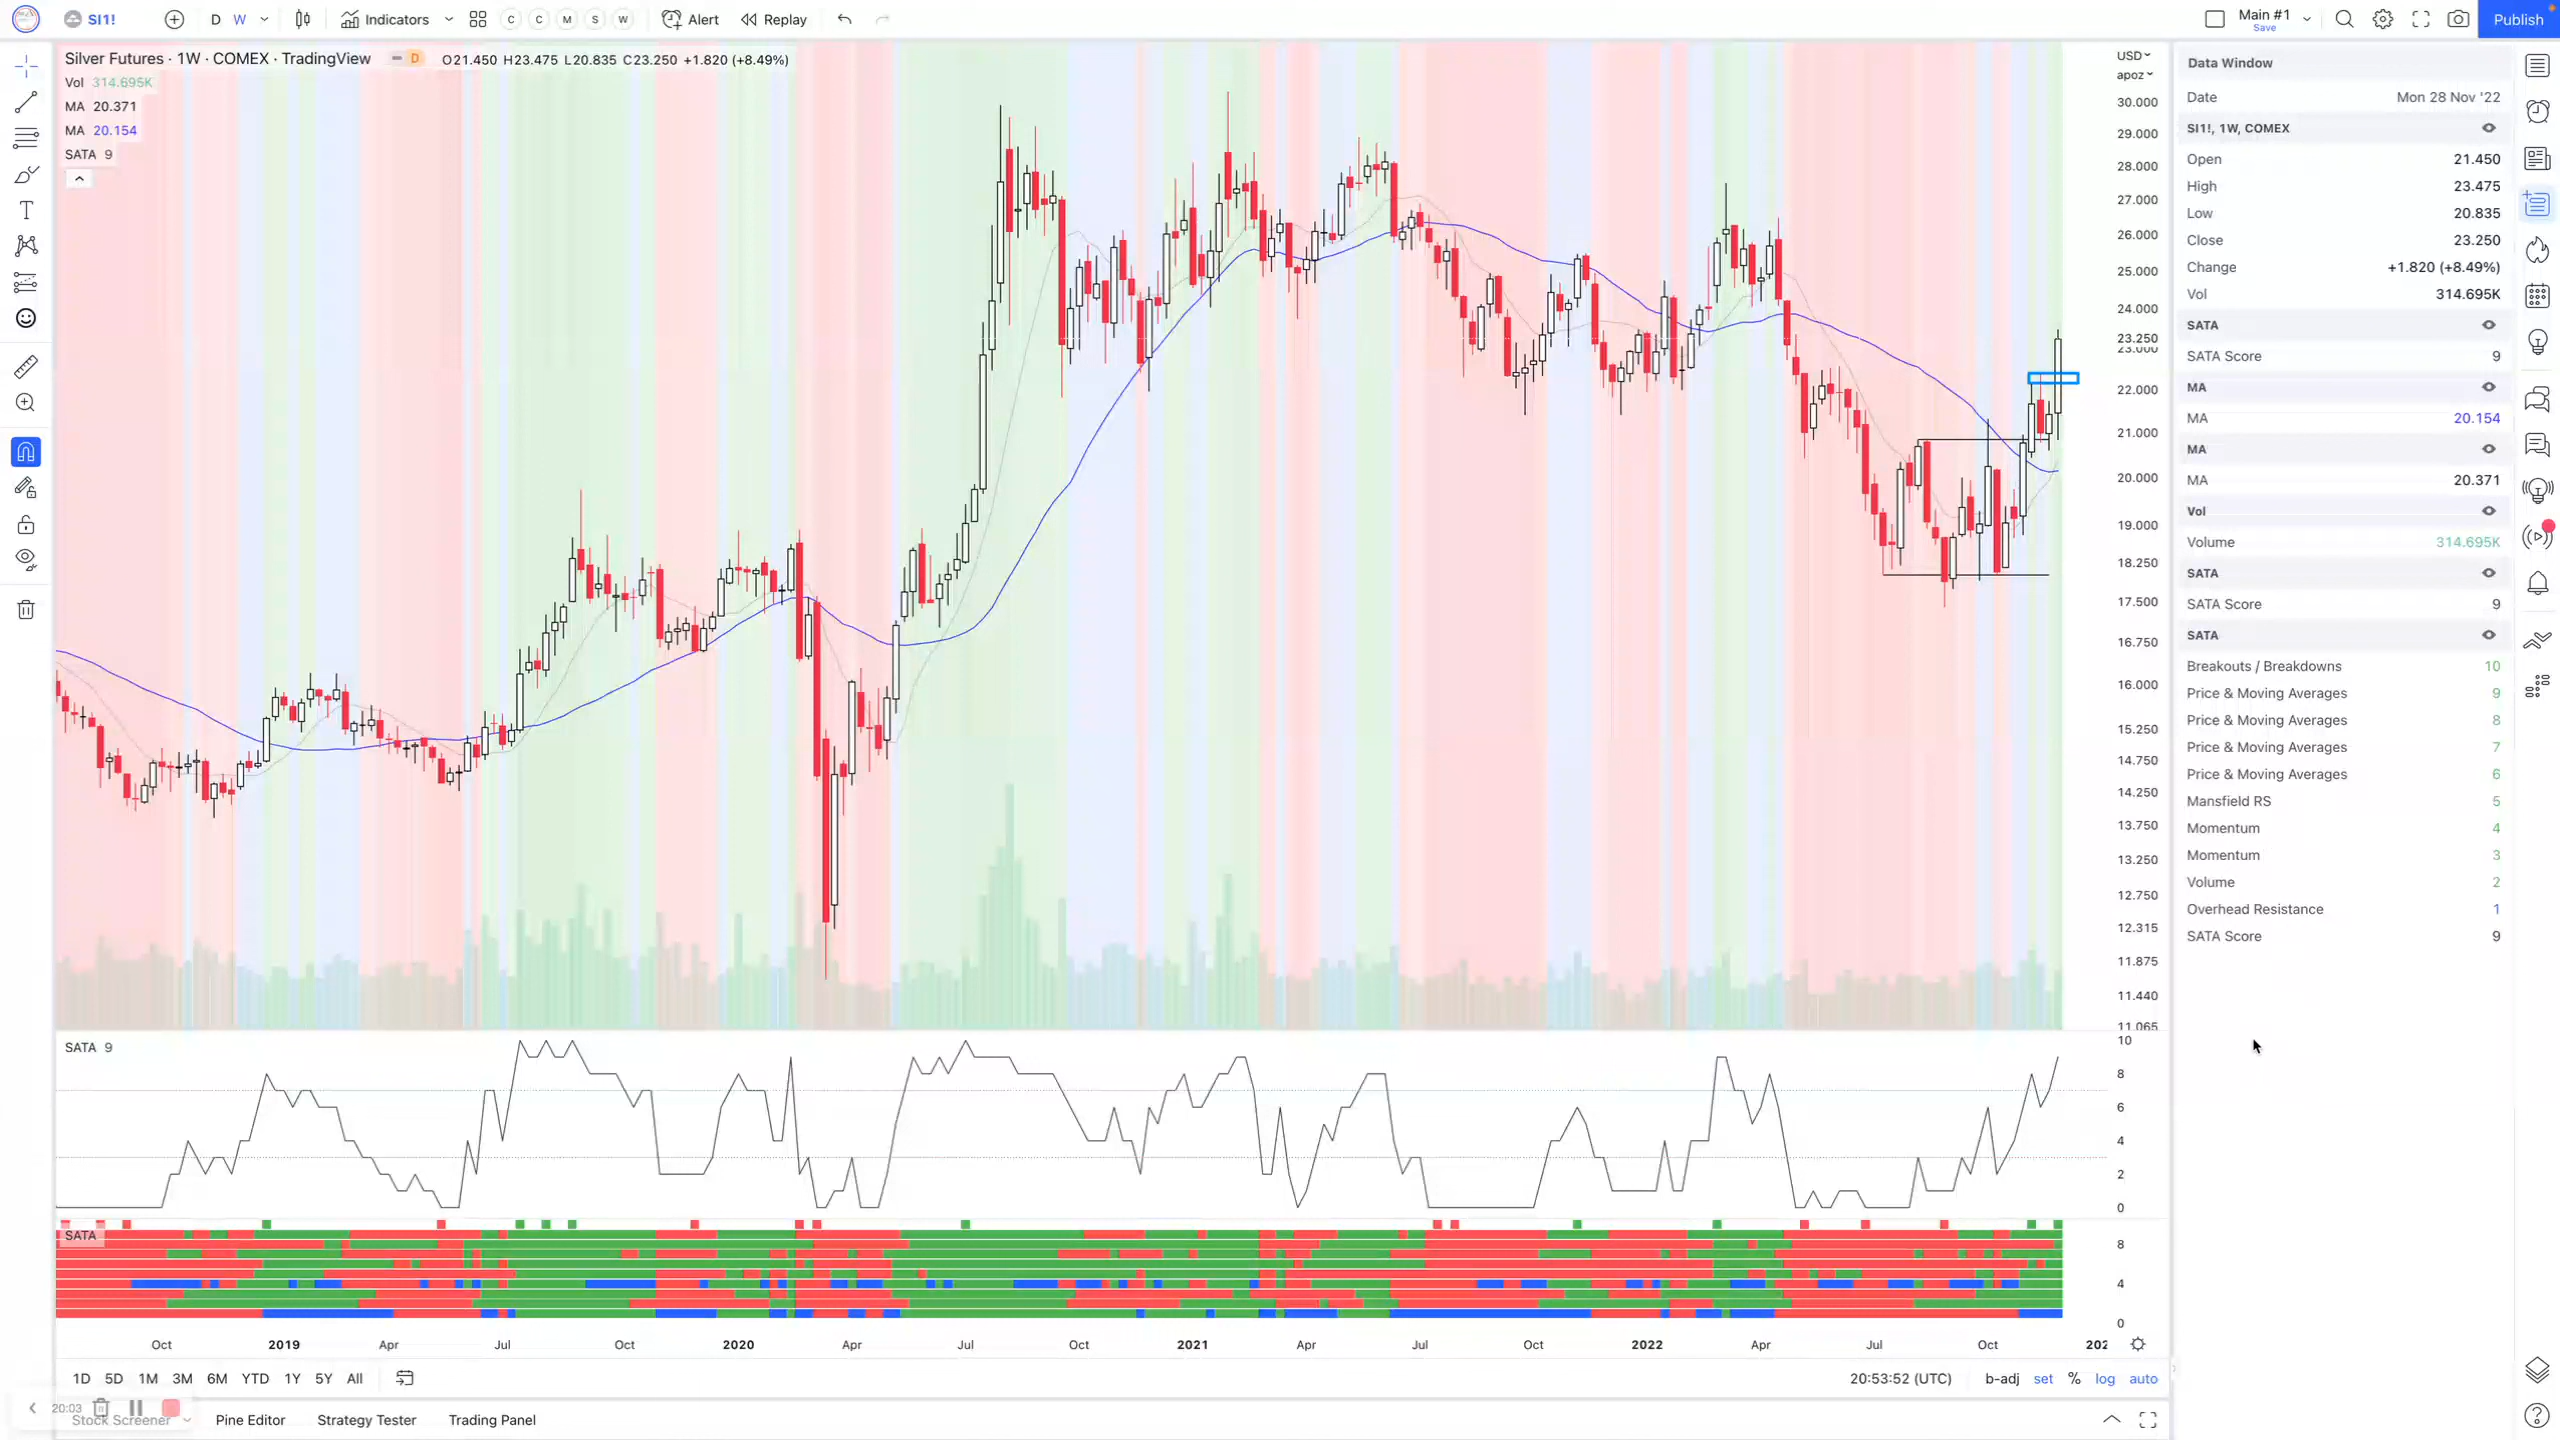 SI1! D W Indicators C C M S W Alert Replay Main #1 Save Publish
Silver Futures · 1W · COMEX · TradingView D O21.450 H23.475 L20.835 C23.250 +1.820 (+8.49%)
Vol 314.695K
MA 20.371
MA 20.154
SATA 9
USD
apoz
30.000
29.000
28.000
27.000
26.000
25.000
24.000
23.250
23.000
22.000
21.000
20.000
19.000
18.250
17.500
16.750
16.000
15.250
14.750
14.250
13.750
13.250
12.750
12.315
11.875
11.440
11.065
SATA 9
10
8
6
4
2
0
SATA
8
4
0
Oct 2019 Apr Jul Oct 2020 Apr Jul Oct 2021 Apr Jul Oct 2022 Apr Jul Oct 202
1D 5D 1M 3M 6M YTD 1Y 5Y All 20:53:52 (UTC) b-adj set % log auto
20:03
Stock Screener Pine Editor Strategy Tester Trading Panel
Data Window
Date Mon 28 Nov '22
SI1!, 1W, COMEX
Open 21.450
High 23.475
Low 20.835
Close 23.250
Change +1.820 (+8.49%)
Vol 314.695K
SATA
SATA Score 9
MA
MA 20.154
MA
MA 20.371
Vol
Volume 314.695K
SATA
SATA Score 9
SATA
Breakouts / Breakdowns 10
Price & Moving Averages 9
Price & Moving Averages 8
Price & Moving Averages 7
Price & Moving Averages 6
Mansfield RS 5
Momentum 4
Momentum 3
Volume 2
Overhead Resistance 1
SATA Score 9